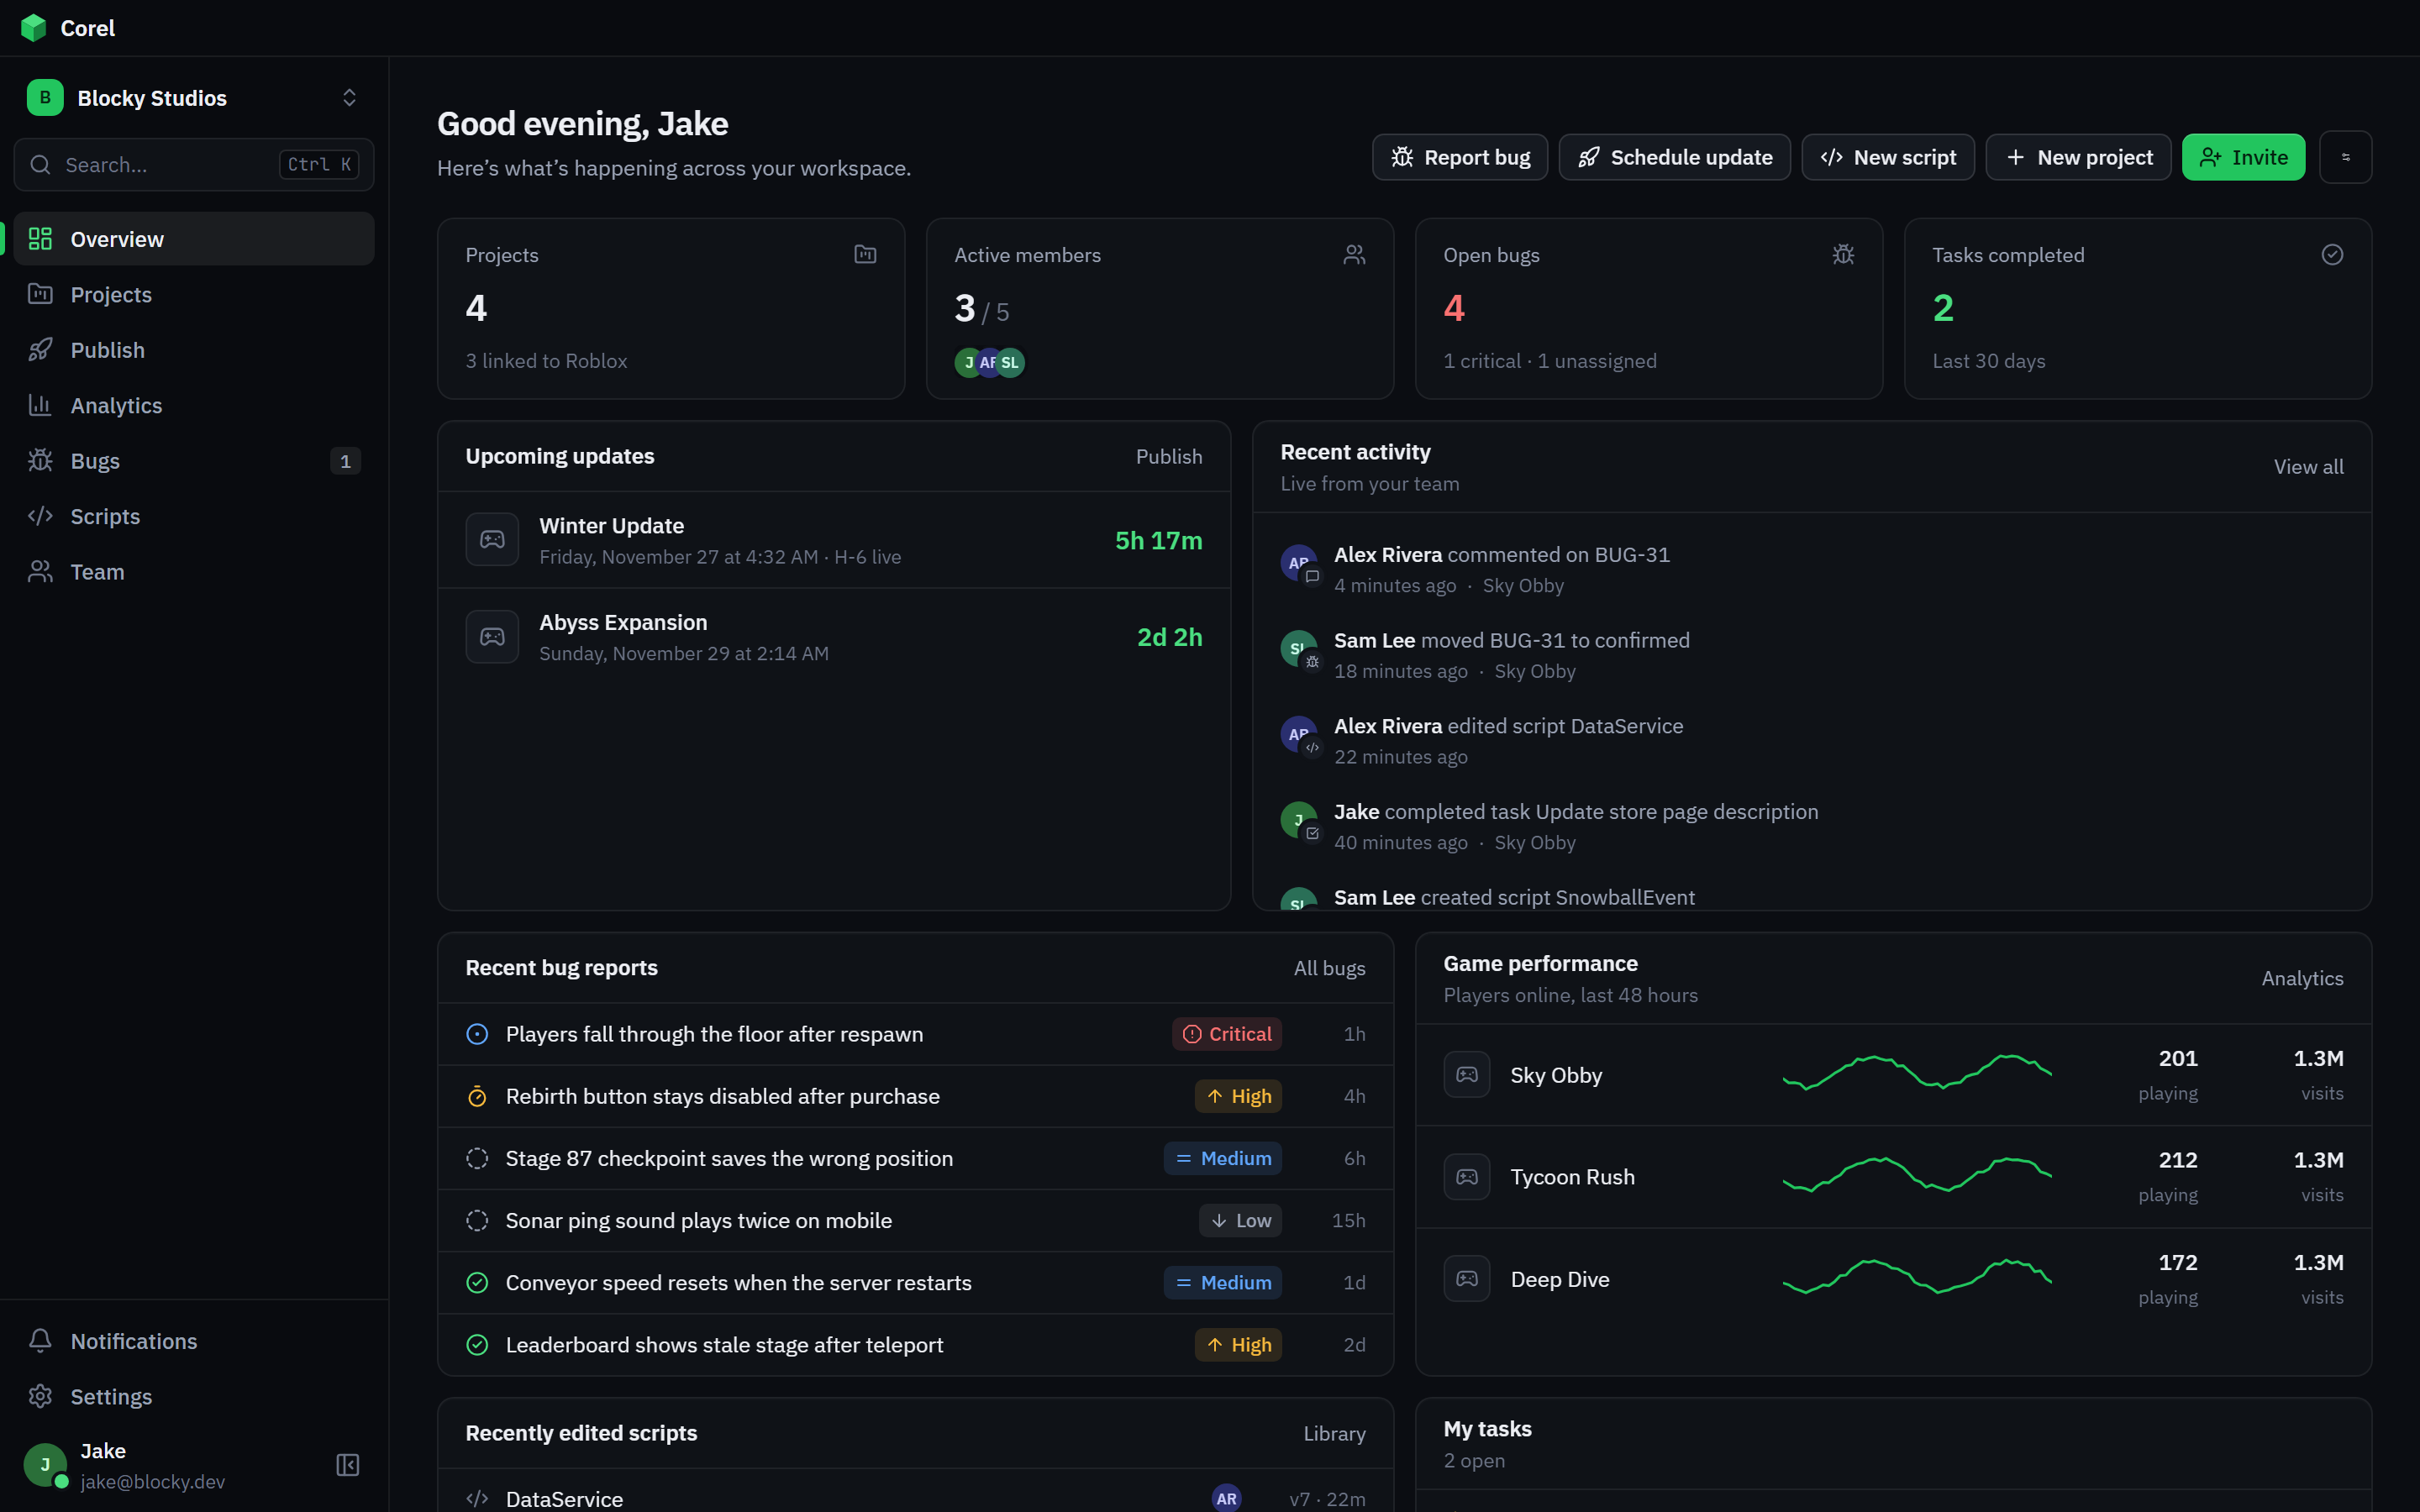 Corel
B Blocky Studios
Search... Ctrl K
Overview
Projects
Publish
Analytics
Bugs 1
Scripts
Team
Notifications
Settings
J Jake
jake@blocky.dev
Good evening, Jake
Here’s what’s happening across your workspace.
Report bug Schedule update New script New project Invite
Projects
4
3 linked to Roblox
Active members
3 / 5
J AR SL
Open bugs
4
1 critical · 1 unassigned
Tasks completed
2
Last 30 days
Upcoming updates Publish
Winter Update
Friday, November 27 at 4:32 AM · H-6 live
5h 17m
Abyss Expansion
Sunday, November 29 at 2:14 AM
2d 2h
Recent activity
Live from your team
View all
AR Alex Rivera commented on BUG-31
4 minutes ago · Sky Obby
SL Sam Lee moved BUG-31 to confirmed
18 minutes ago · Sky Obby
AR Alex Rivera edited script DataService
22 minutes ago
J Jake completed task Update store page description
40 minutes ago · Sky Obby
SL Sam Lee created script SnowballEvent
Recent bug reports All bugs
Players fall through the floor after respawn Critical 1h
Rebirth button stays disabled after purchase High 4h
Stage 87 checkpoint saves the wrong position Medium 6h
Sonar ping sound plays twice on mobile Low 15h
Conveyor speed resets when the server restarts Medium 1d
Leaderboard shows stale stage after teleport High 2d
Game performance
Players online, last 48 hours
Analytics
Sky Obby 201 playing 1.3M visits
Tycoon Rush 212 playing 1.3M visits
Deep Dive 172 playing 1.3M visits
Recently edited scripts Library
DataService AR v7 · 22m
My tasks
2 open